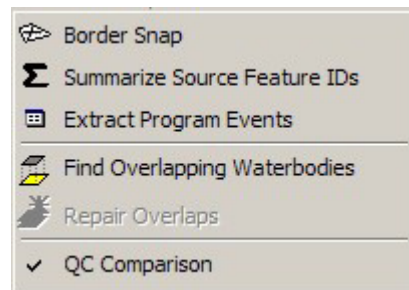 Border Snap
Summarize Source Feature IDs
Extract Program Events
Find Overlapping Waterbodies
Repair Overlaps
QC Comparison